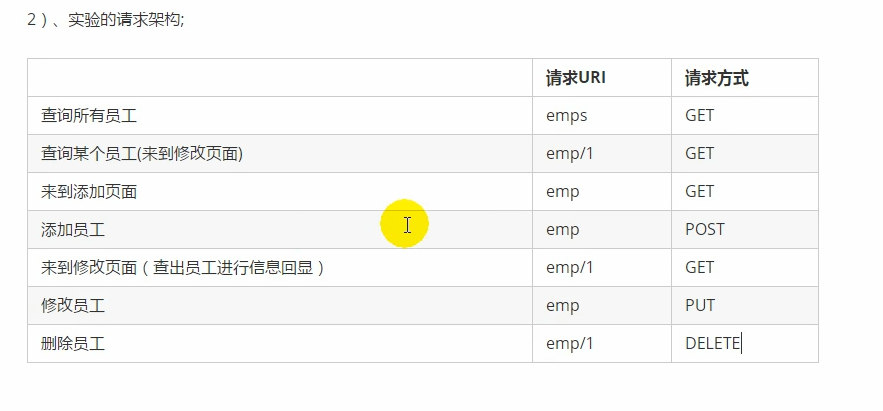 2）、实验的请求架构;
请求URI 请求方式
查询所有员工 emps GET
查询某个员工(来到修改页面) emp/1 GET
来到添加页面 emp GET
添加员工 emp POST
来到修改页面（查出员工进行信息回显） emp/1 GET
修改员工 emp PUT
删除员工 emp/1 DELETE